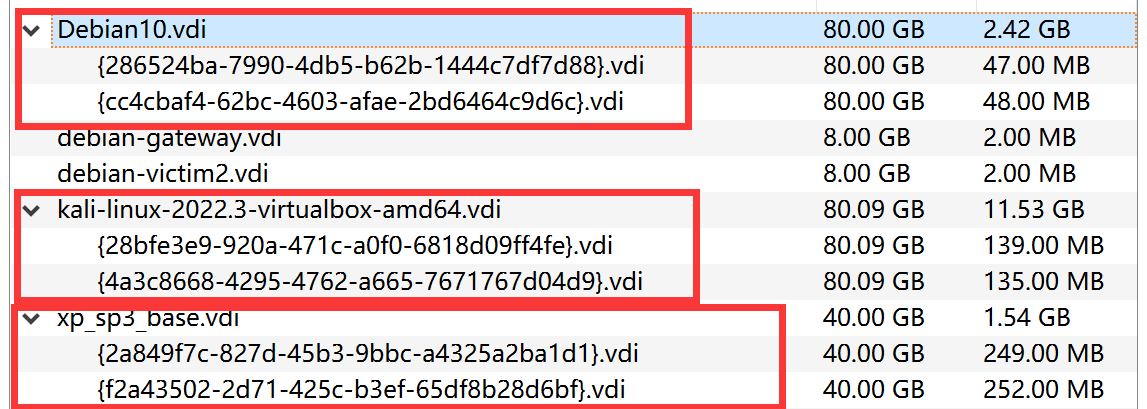 Debian10.vdi 80.00 GB 2.42 GB
{286524ba-7990-4db5-b62b-1444c7df7d88}.vdi 80.00 GB 47.00 MB
{cc4cbaf4-62bc-4603-afae-2bd6464c9d6c}.vdi 80.00 GB 48.00 MB
debian-gateway.vdi 8.00 GB 2.00 MB
debian-victim2.vdi 8.00 GB 2.00 MB
kali-linux-2022.3-virtualbox-amd64.vdi 80.09 GB 11.53 GB
{28bfe3e9-920a-471c-a0f0-6818d09ff4fe}.vdi 80.09 GB 139.00 MB
{4a3c8668-4295-4762-a665-7671767d04d9}.vdi 80.09 GB 135.00 MB
xp_sp3_base.vdi 40.00 GB 1.54 GB
{2a849f7c-827d-45b3-9bbc-a4325a2ba1d1}.vdi 40.00 GB 249.00 MB
{f2a43502-2d71-425c-b3ef-65df8b28d6bf}.vdi 40.00 GB 252.00 MB